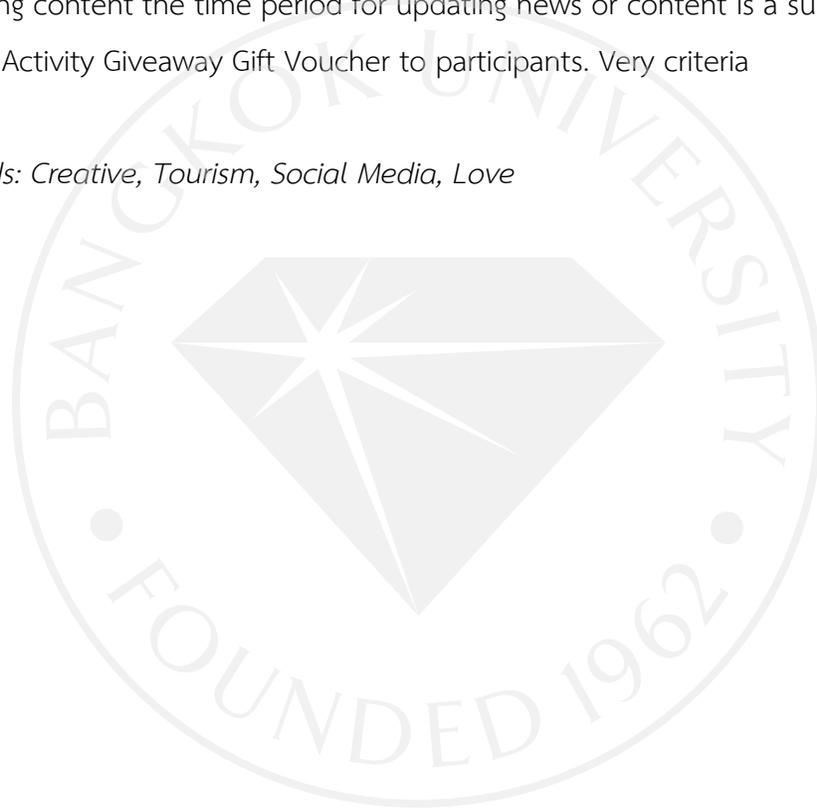 ng content the time period for updating news or content is a su
Activity Giveaway Gift Voucher to participants. Very criteria
ls: Creative, Tourism, Social Media, Love
BANGKOK UNIVERSITY
FOUNDED 1962